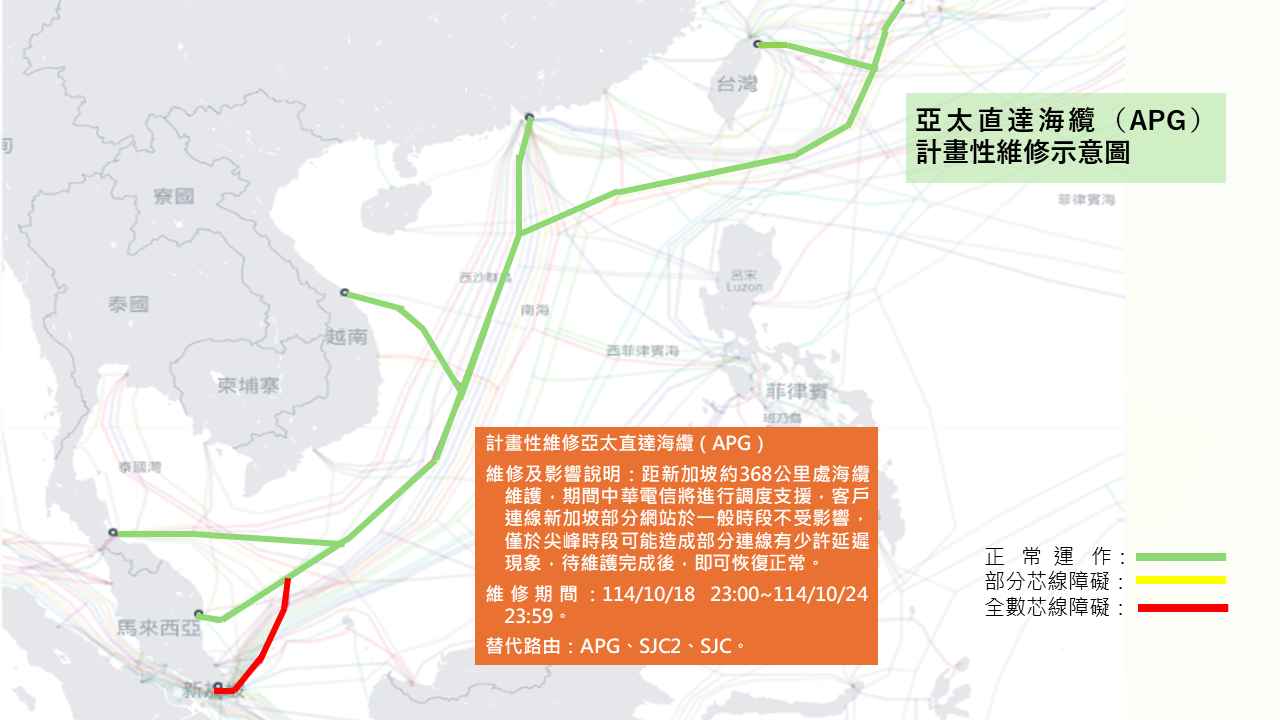 台灣
旬
寮國
菲律賓海
西沙群島
呂宋
Luzon
泰國
南海
越南
西菲律賓海
柬埔寨
菲律賓
班乃島
泰國灣
馬來西亞
新加坡
亞太直達海纜（APG）
計畫性維修示意圖
計畫性維修亞太直達海纜（APG）
維修及影響說明：距新加坡約368公里處海纜
維護，期間中華電信將進行調度支援，客戶
連線新加坡部分網站於一般時段不受影響，
僅於尖峰時段可能造成部分連線有少許延遲
現象，待維護完成後，即可恢復正常。
維修期間：114/10/18 23:00~114/10/24
23:59。
替代路由：APG、SJC2、SJC。
正常運作：
部分芯線障礙：
全數芯線障礙：